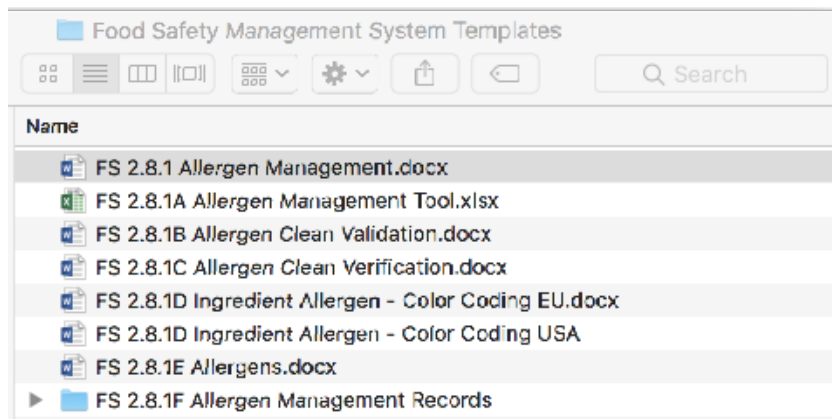 Food Safety Management System Templates
Search
Name
FS 2.8.1 Allergen Management.docx
FS 2.8.1A Allergen Management Tool.xlsx
FS 2.8.1B Allergen Clean Validation.docx
FS 2.8.1C Allergen Clean Verification.docx
FS 2.8.1D Ingredient Allergen - Color Coding EU.docx
FS 2.8.1D Ingredient Allergen - Color Coding USA
FS 2.8.1E Allergens.docx
FS 2.8.1F Allergen Management Records